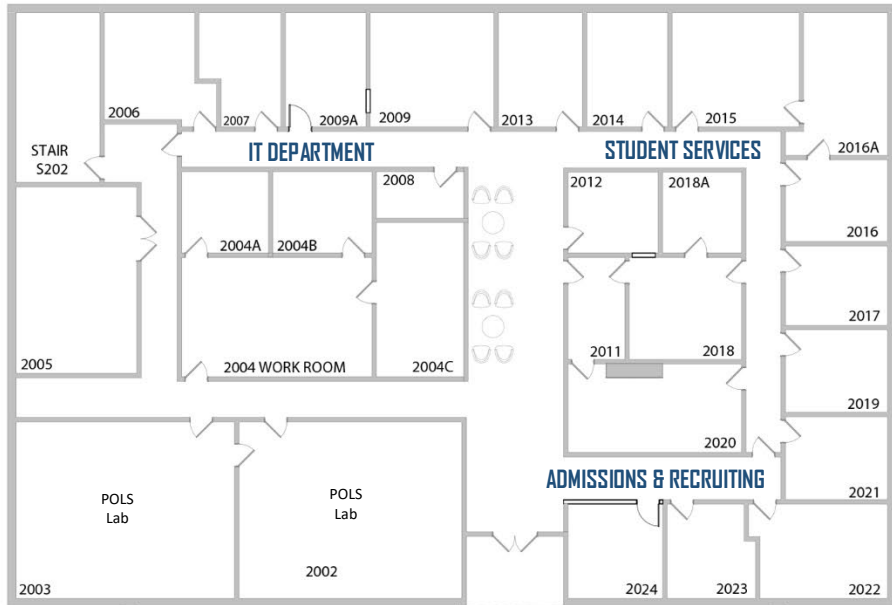 2006
2007
2009A
2009
2013
2014
2015
STAIR
S202
IT DEPARTMENT
STUDENT SERVICES
2016A
2008
2012
2018A
2016
2004A
2004B
2017
2005
2004 WORK ROOM
2004C
2011
2018
2019
2020
ADMISSIONS & RECRUITING
2021
POLS
Lab
POLS
Lab
2003
2002
2024
2023
2022